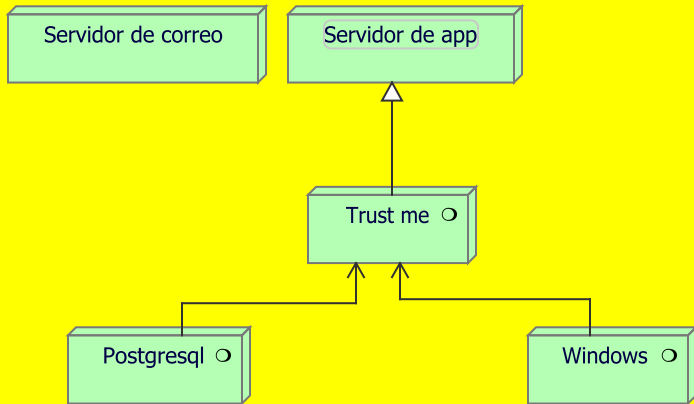 Servidor de correo
Servidor de app
Trust me
Postgresql
Windows